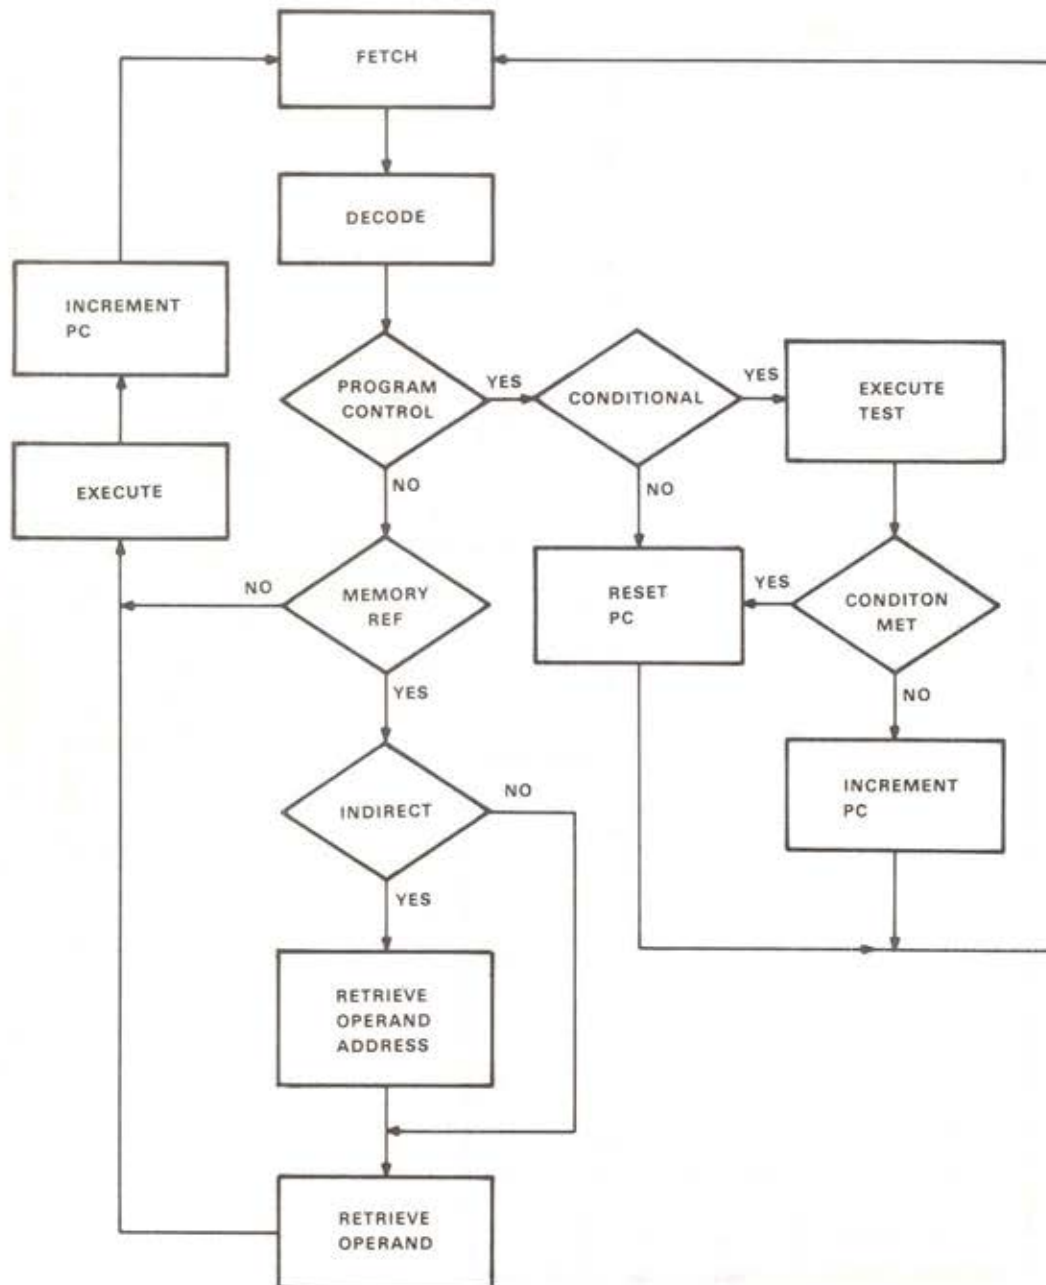 FETCH
DECODE
INCREMENT
PC
PROGRAM
CONTROL
YES
CONDITIONAL
YES
EXECUTE
TEST
EXECUTE
NO
NO
NO
MEMORY
REF
RESET
PC
YES
CONDITON
MET
YES
NO
INDIRECT
NO
INCREMENT
PC
YES
RETRIEVE
OPERAND
ADDRESS
RETRIEVE
OPERAND